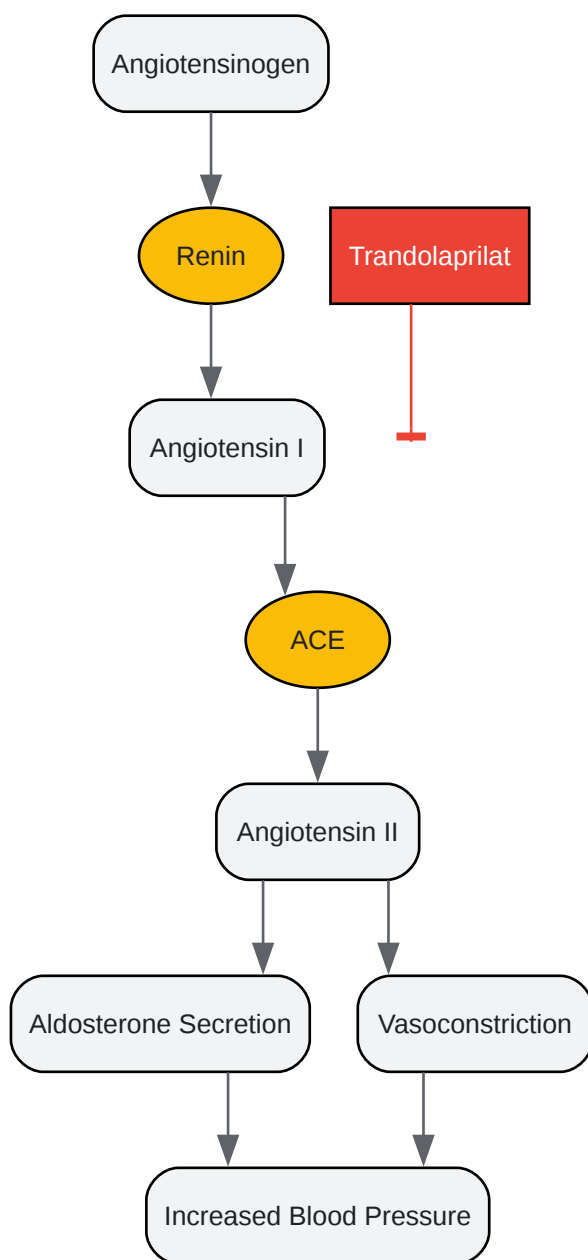 Angiotensinogen
Renin
Trandolaprilat
Angiotensin I
ACE
Angiotensin II
Aldosterone Secretion
Vasoconstriction
Increased Blood Pressure